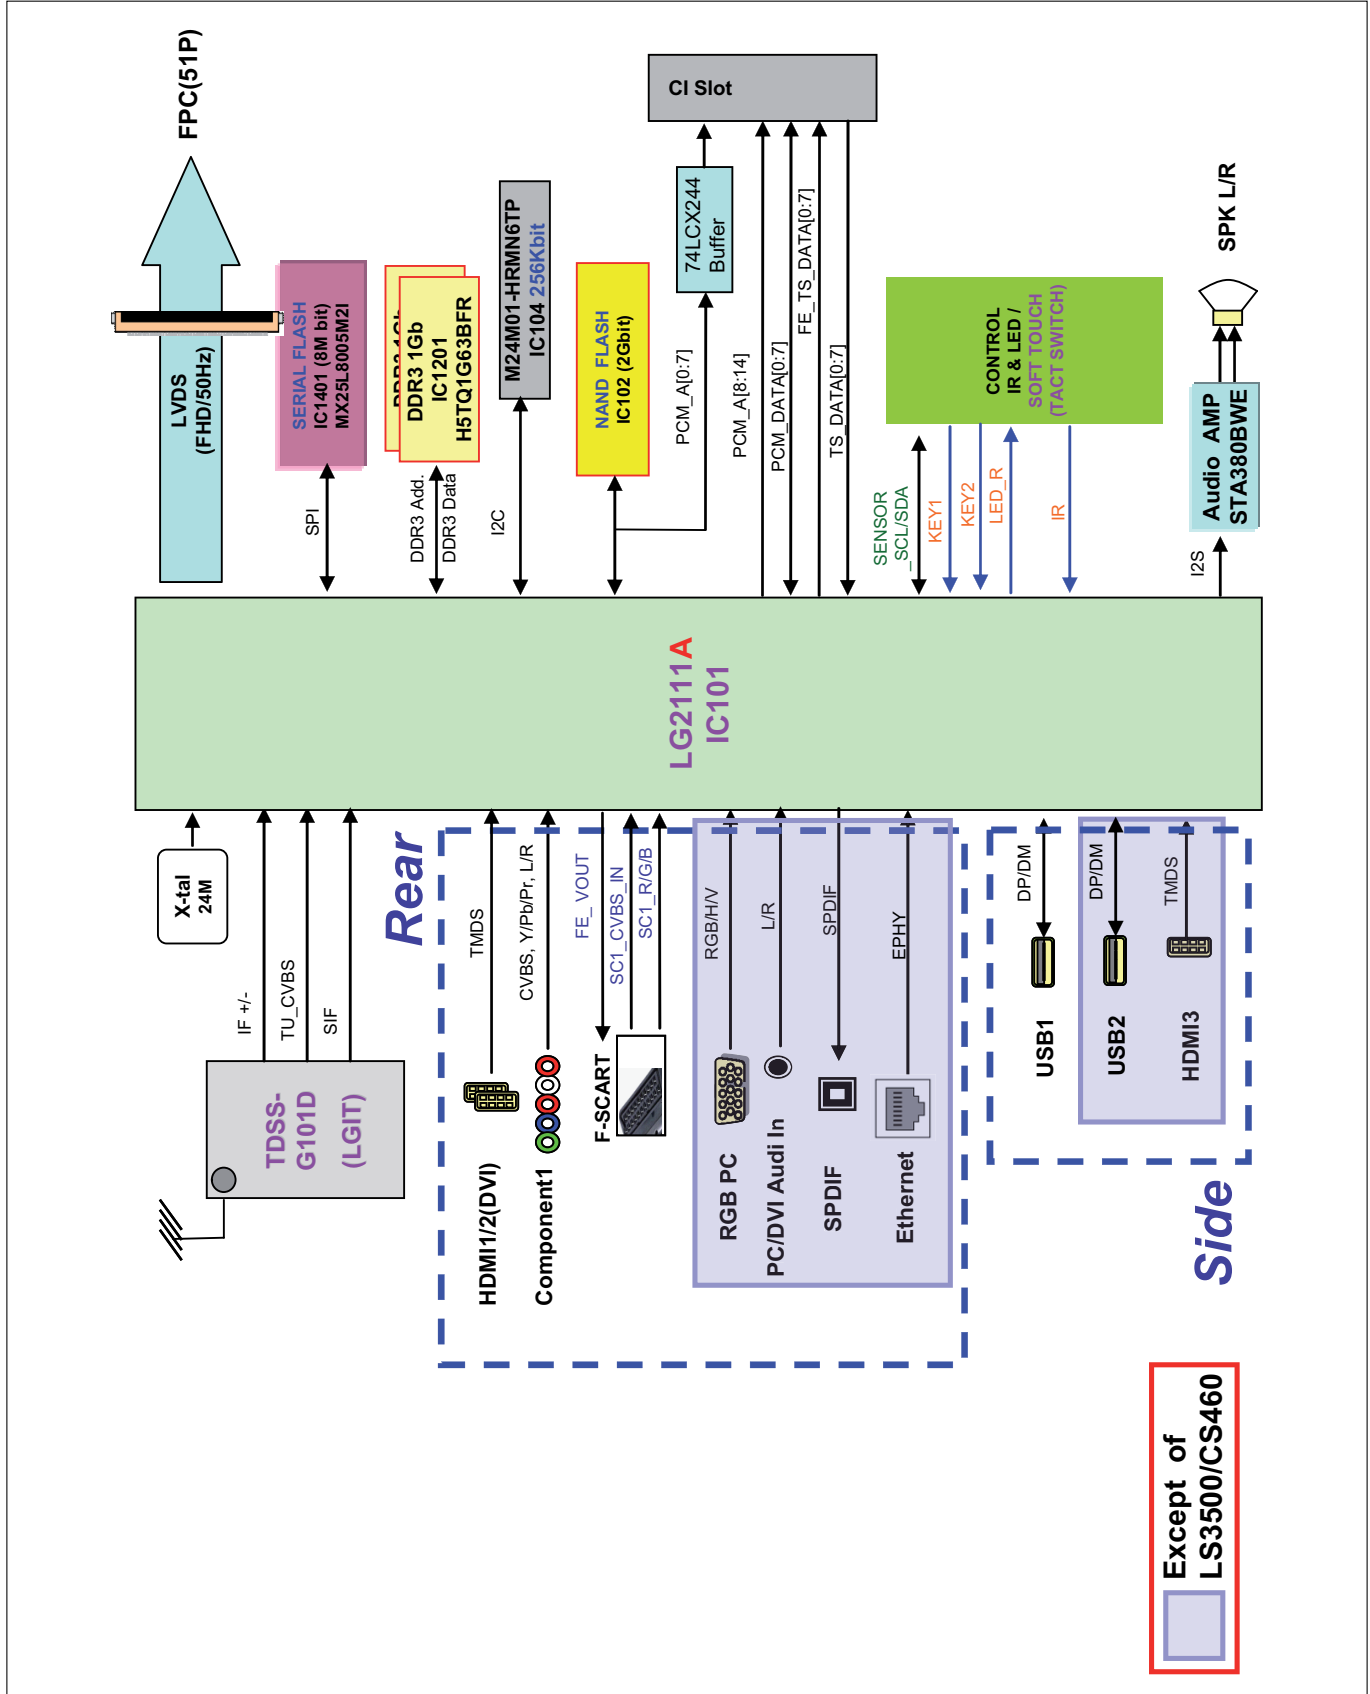 X-tal
24M
TDSS-
G101D
(LGIT)
IF +/-
TU_CVBS
SIF
Rear
HDMI1/2(DVI)
TMDS
Component1
CVBS, Y/Pb/Pr, L/R
F-SCART
FE_ VOUT
SC1_CVBS_IN
SC1_R/G/B
RGB PC
RGB/H/V
PC/DVI Audi In
L/R
SPDIF
SPDIF
Ethernet
EPHY
USB1
DP/DM
USB2
DP/DM
HDMI3
TMDS
Side
Except of
LS3500/CS460
LG2111A
IC101
LVDS
(FHD/50Hz)
FPC(51P)
SPI
SERIAL FLASH
IC1401 (8M bit)
MX25L8005M2I
DDR3 Add.
DDR3 Data
DDR3 1Gb
DDR3 1Gb
IC1201
H5TQ1G63BFR
I2C
M24M01-HRMN6TP
IC104 256Kbit
NAND FLASH
IC102 (2Gbit)
PCM_A[0:7]
74LCX244
Buffer
CI Slot
PCM_A[8:14]
PCM_DATA[0:7]
FE_TS_DATA[0:7]
TS_DATA[0:7]
SENSOR
_SCL/SDA
KEY1
KEY2
LED_R
IR
CONTROL
IR & LED /
SOFT TOUCH
(TACT SWITCH)
I2S
Audio AMP
STA380BWE
SPK L/R